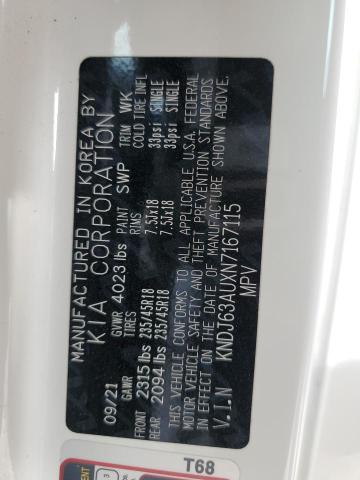 MANUFACTURED IN KOREA BY
KIA CORPORATION
09/21 GVWR 4023 lbs PAINT SWP TRIM WK
GAWR TIRES COLD TIRE INFL
FRONT 2315 lbs 235/45R18 7.5Jx18 33psi SINGLE
REAR 2094 lbs 235/45R18 7.5Jx18 33psi SINGLE
THIS VEHICLE CONFORMS TO ALL APPLICABLE U.S.A. FEDERAL
MOTOR VEHICLE SAFETY AND THEFT PREVENTION STANDARDS
IN EFFECT ON THE DATE OF MANUFACTURE SHOWN ABOVE.
V.I.N KNDJG3AUXN7167115
MPV
T68